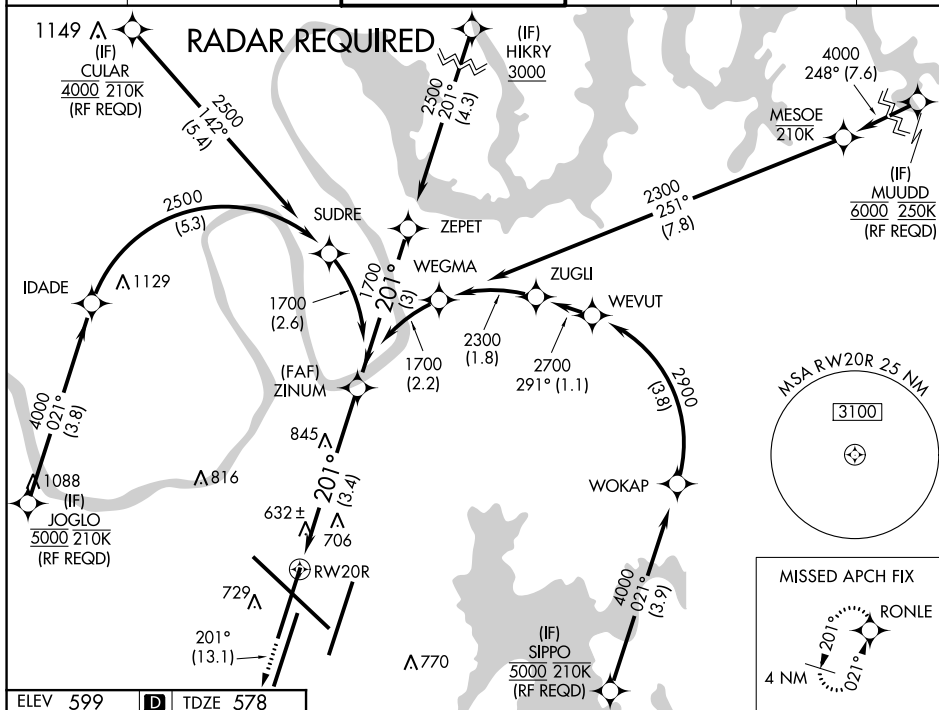 1149
(IF)
CULAR
4000 210K
(RF REQD)
RADAR REQUIRED
(IF)
HIKRY
3000
2500
142°
(5.4)
2500
201°
(4.3)
4000
248° (7.6)
MESOE
210K
(IF)
MUUDD
6000 250K
(RF REQD)
2300
251°
(7.8)
2500
(5.3)
SUDRE
ZEPET
IDADE
1129
1700
(2.6)
1700
201°
(3)
WEGMA
ZUGLI
WEVUT
2300
(1.8)
2700
291° (1.1)
1700
(2.2)
2900
(3.8)
(FAF)
ZINUM
4000
021°
(3.8)
1088
(IF)
JOGLO
5000 210K
(RF REQD)
816
845
201°
(3.4)
632±
706
RW20R
729
201°
(13.1)
770
WOKAP
4000
021°
(3.9)
(IF)
SIPPO
5000 210K
(RF REQD)
MSA RW20R 25 NM
3100
MISSED APCH FIX
RONLE
201°
021°
4 NM
ELEV 599 D TDZE 578